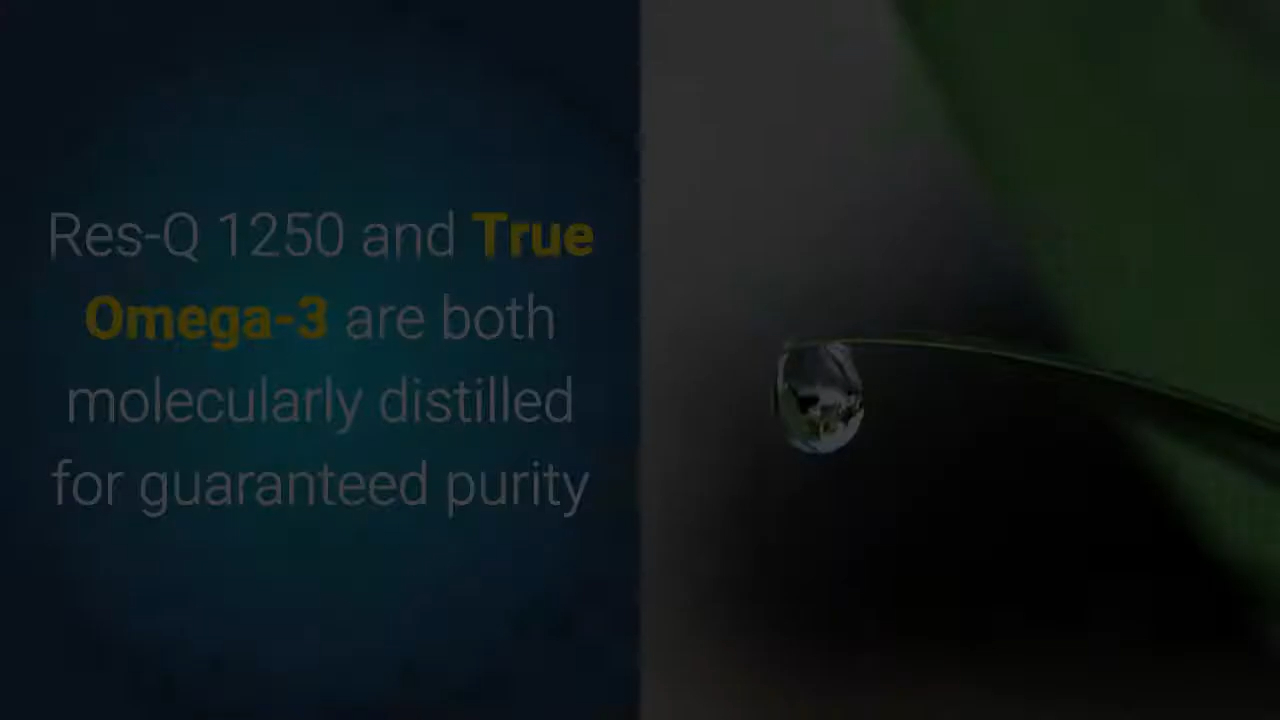 Res-Q 1250 and True
Omega-3 are both
molecularly distilled
for guaranteed purity